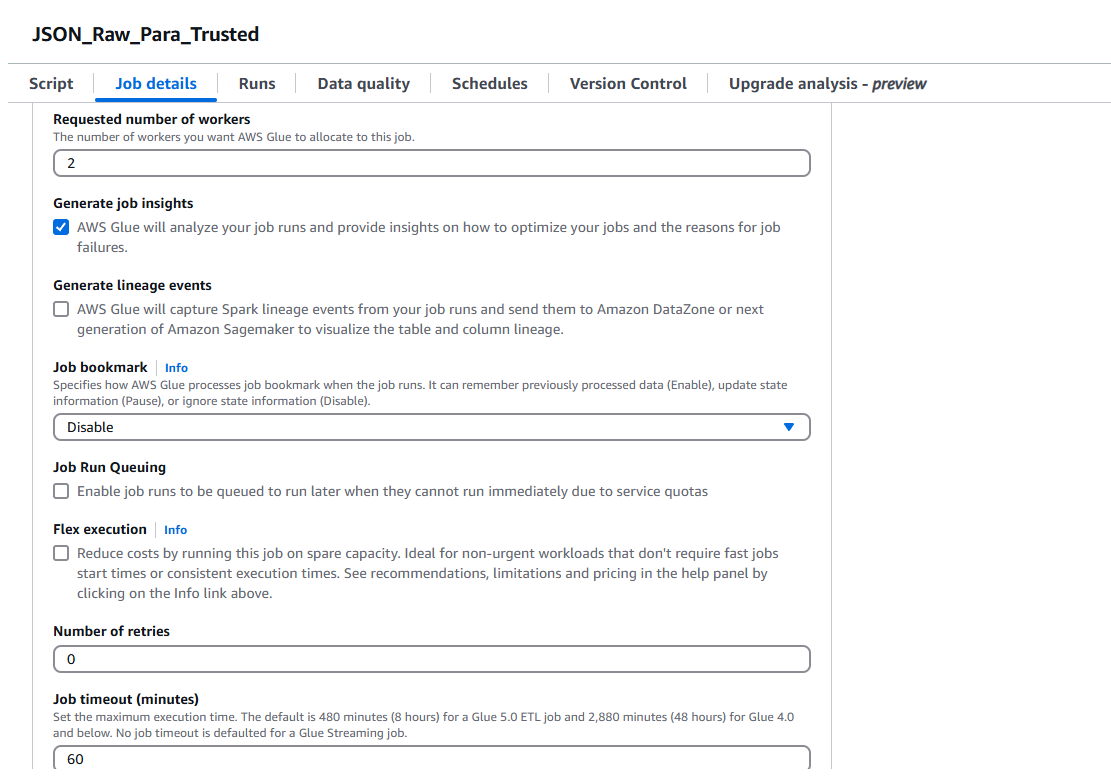 JSON_Raw_Para_Trusted
Script
Job details
Runs
Data quality
Schedules
Version Control
Upgrade analysis - preview
Requested number of workers
The number of workers you want AWS Glue to allocate to this job.
2
Generate job insights
AWS Glue will analyze your job runs and provide insights on how to optimize your jobs and the reasons for job
failures.
Generate lineage events
AWS Glue will capture Spark lineage events from your job runs and send them to Amazon DataZone or next
generation of Amazon Sagemaker to visualize the table and column lineage.
Job bookmark
Info
Specifies how AWS Glue processes job bookmark when the job runs. It can remember previously processed data (Enable), update state
information (Pause), or ignore state information (Disable).
Disable
Job Run Queuing
Enable job runs to be queued to run later when they cannot run immediately due to service quotas
Flex execution
Info
Reduce costs by running this job on spare capacity. Ideal for non-urgent workloads that don't require fast jobs
start times or consistent execution times. See recommendations, limitations and pricing in the help panel by
clicking on the Info link above.
Number of retries
0
Job timeout (minutes)
Set the maximum execution time. The default is 480 minutes (8 hours) for a Glue 5.0 ETL job and 2,880 minutes (48 hours) for Glue 4.0
and below. No job timeout is defaulted for a Glue Streaming job.
60